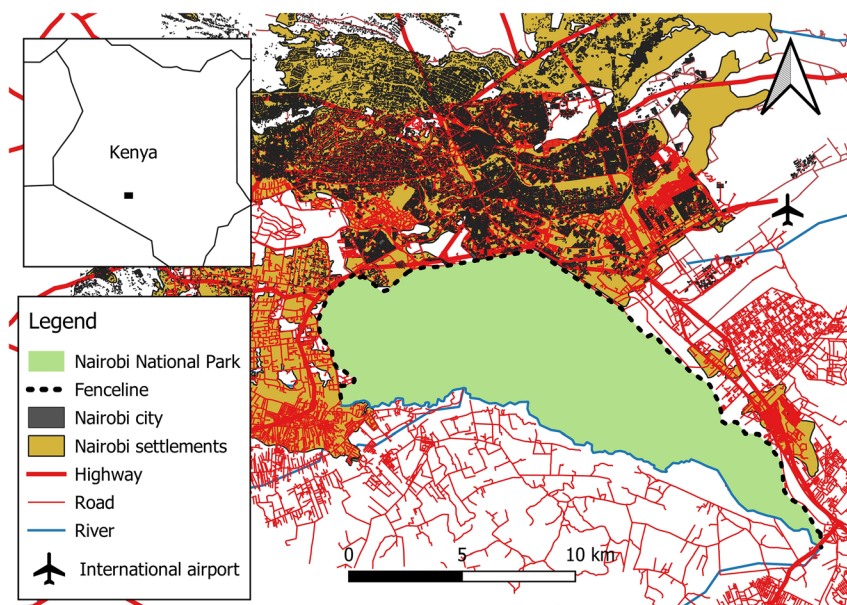 Kenya
Legend
Nairobi National Park
Fenceline
Nairobi city
Nairobi settlements
Highway
Road
River
International airport
0 5 10 km